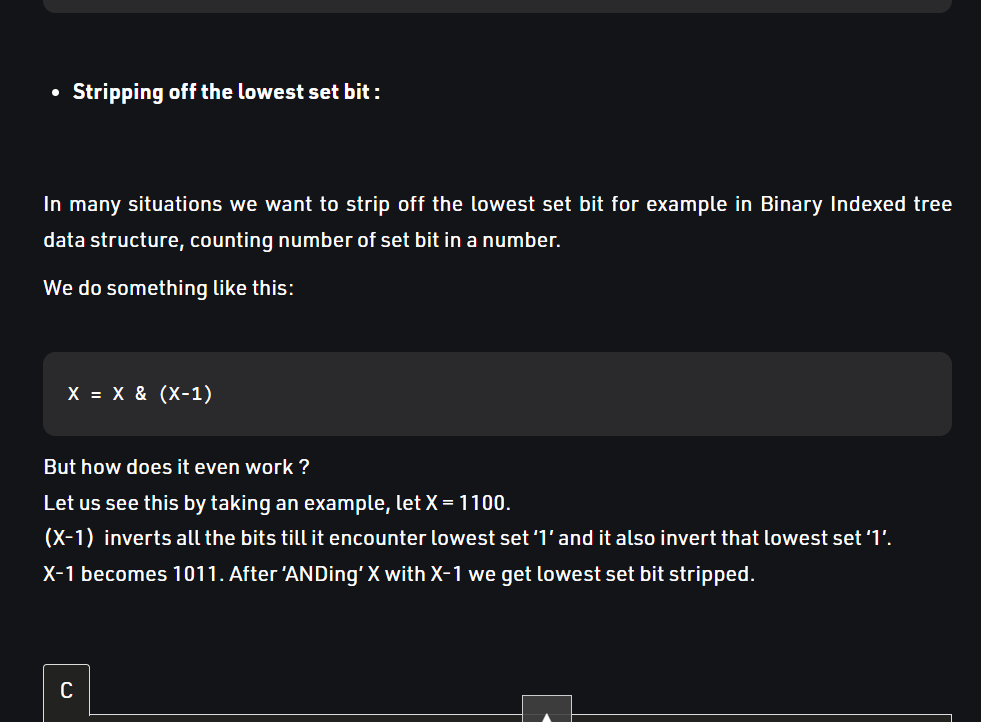 Stripping off the lowest set bit :
In many situations we want to strip off the lowest set bit for example in Binary Indexed tree
data structure, counting number of set bit in a number.
We do something like this:
X = X & (X-1)
But how does it even work ?
Let us see this by taking an example, let X = 1100.
(X-1)  inverts all the bits till it encounter lowest set ‘1’ and it also invert that lowest set ‘1’.
X-1 becomes 1011. After ‘ANDing’ X with X-1 we get lowest set bit stripped.
C